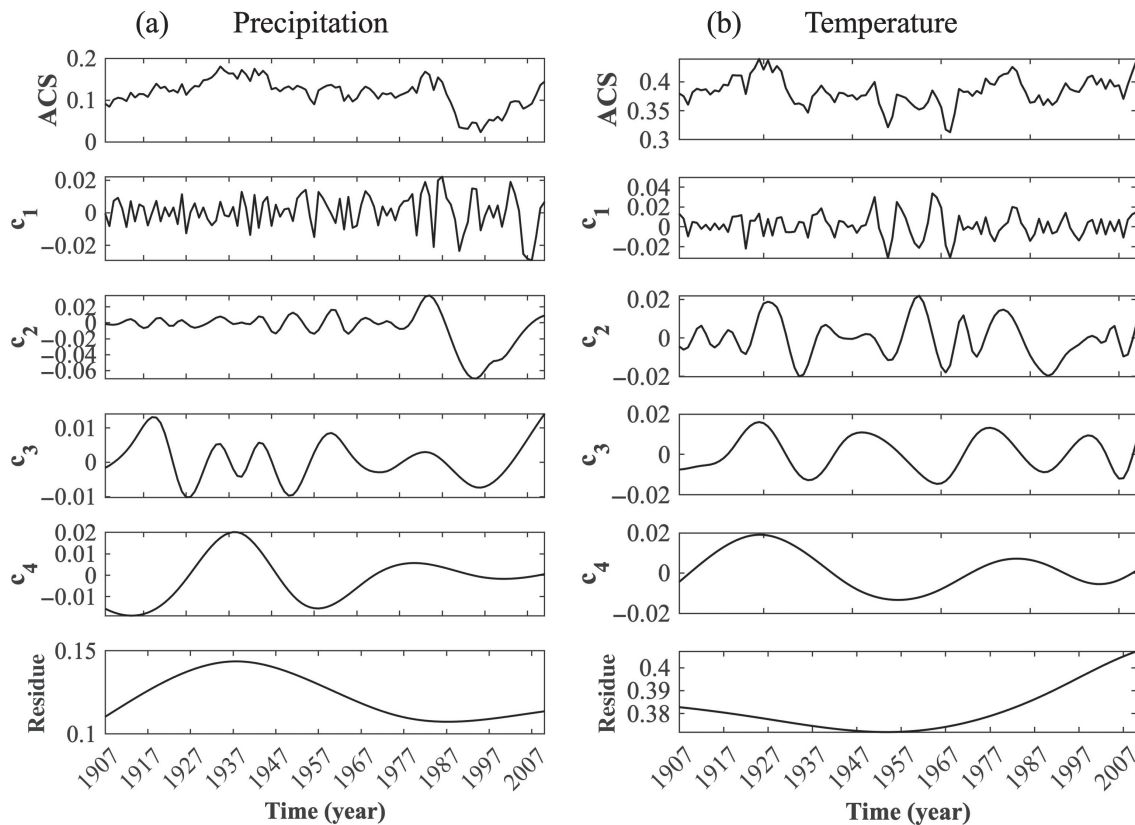 (a) Precipitation
ACS
0.2
0.1
0
c1
0.02
0
−0.02
c2
0.02
0
−0.02
−0.04
−0.06
c3
0.01
0
−0.01
c4
0.02
0.01
0
−0.01
Residue
0.15
0.1
1907 1917 1927 1937 1947 1957 1967 1977 1987 1997 2007
Time (year)
(b) Temperature
ACS
0.4
0.35
0.3
c1
0.04
0.02
0
−0.02
c2
0.02
0
−0.02
c3
0.02
0
−0.02
c4
0.02
0
−0.02
Residue
0.4
0.39
0.38
1907 1917 1927 1937 1947 1957 1967 1977 1987 1997 2007
Time (year)